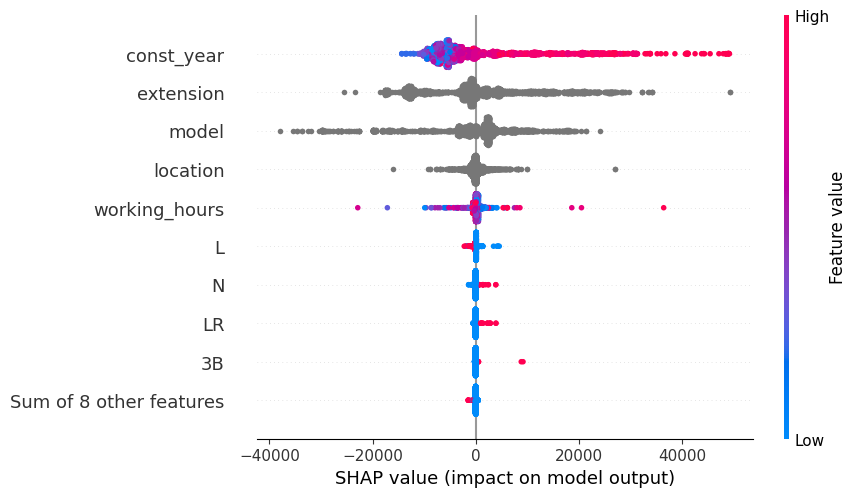 High
const_year
extension
model
location
working_hours
L
N
LR
3B
Sum of 8 other features
Feature value
Low
−40000 −20000 0 20000 40000
SHAP value (impact on model output)